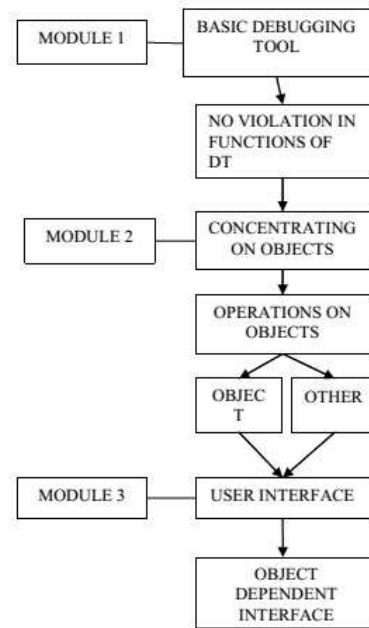 MODULE 1
BASIC DEBUGGING
TOOL
NO VIOLATION IN
FUNCTIONS OF
DT
MODULE 2
CONCENTRATING
ON OBJECTS
OPERATIONS ON
OBJECTS
OBJEC
T
OTHER
MODULE 3
USER INTERFACE
OBJECT
DEPENDENT
INTERFACE